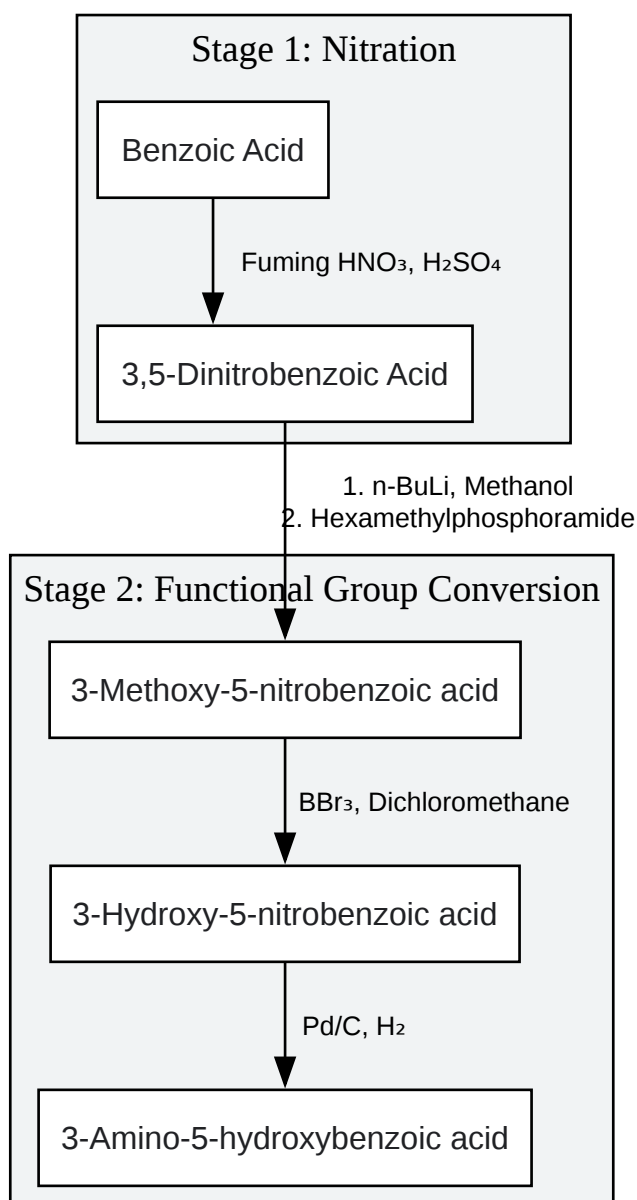 Stage 1: Nitration
Benzoic Acid
Fuming HNO₃, H₂SO₄
3,5-Dinitrobenzoic Acid
1. n-BuLi, Methanol
2. Hexamethylphosphoramide
Stage 2: Functional Group Conversion
3-Methoxy-5-nitrobenzoic acid
BBr₃, Dichloromethane
3-Hydroxy-5-nitrobenzoic acid
Pd/C, H₂
3-Amino-5-hydroxybenzoic acid